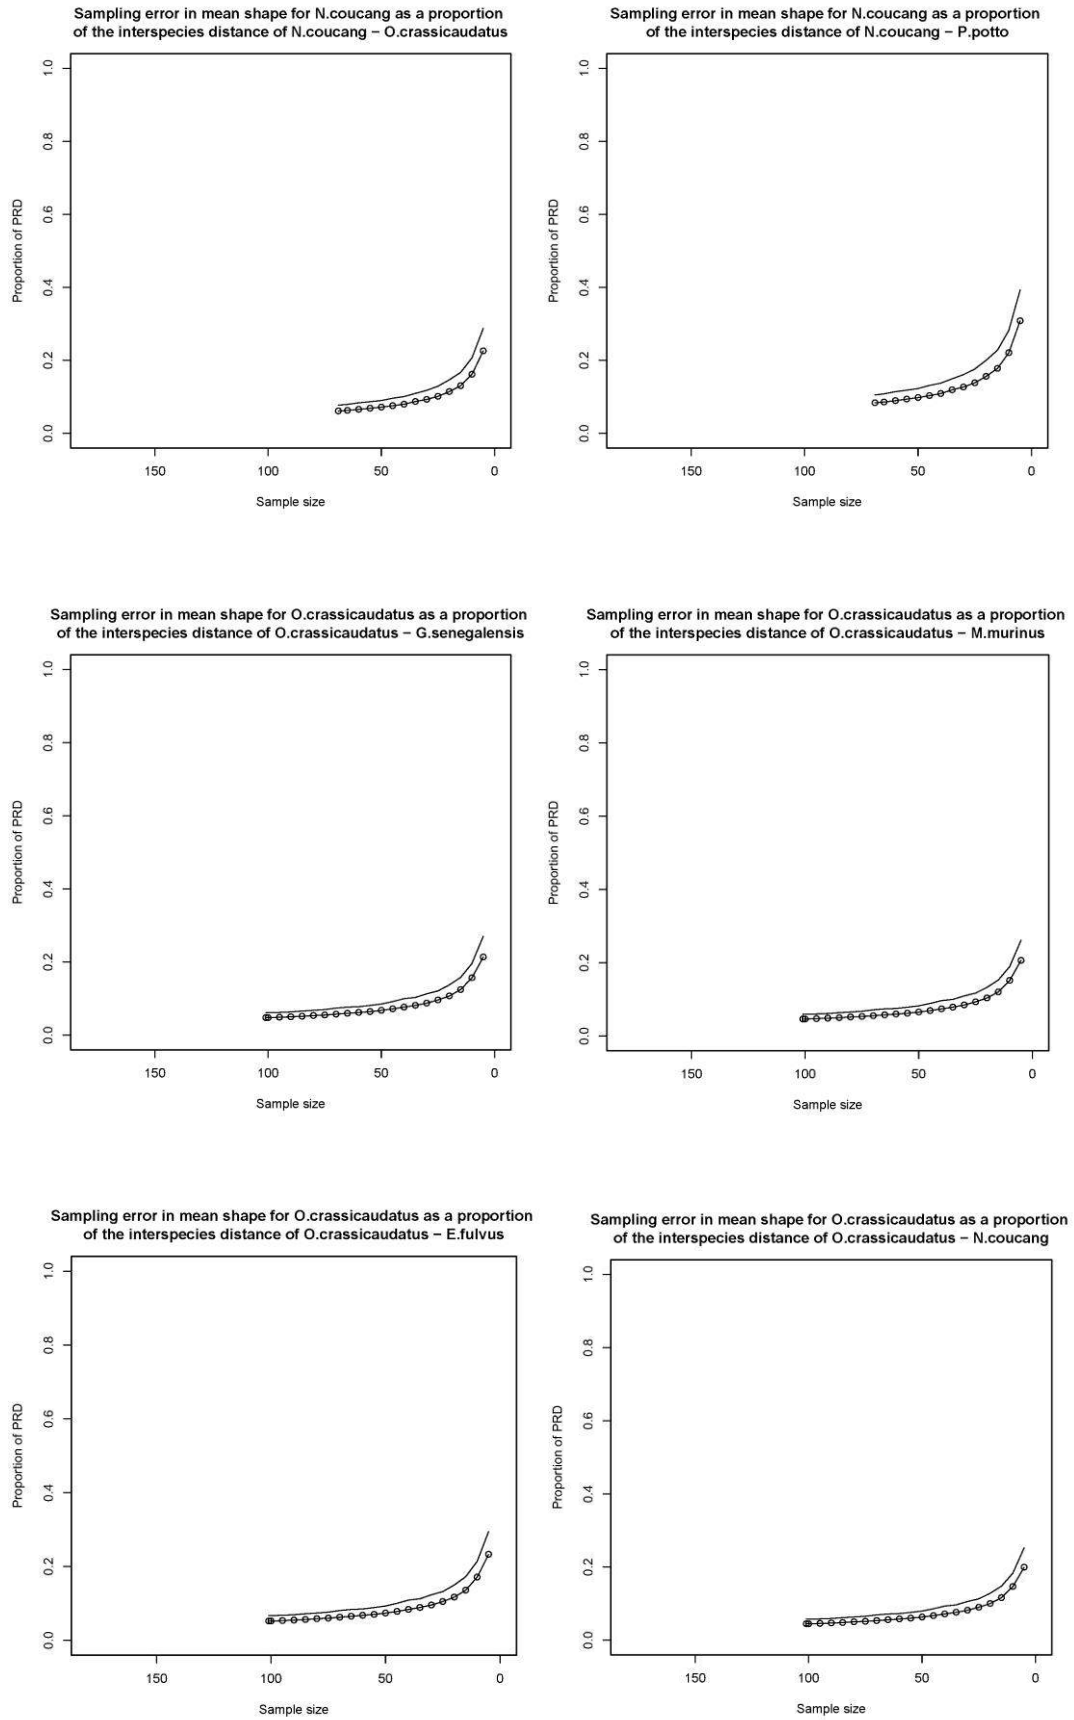 Sampling error in mean shape for N.coucang as a proportion
of the interspecies distance of N.coucang − O.crassicaudatus
Proportion of PRD
1.0
0.8
0.6
0.4
0.2
0.0
150
100
50
0
Sample size
Sampling error in mean shape for N.coucang as a proportion
of the interspecies distance of N.coucang − P.potto
Proportion of PRD
1.0
0.8
0.6
0.4
0.2
0.0
150
100
50
0
Sample size
Sampling error in mean shape for O.crassicaudatus as a proportion
of the interspecies distance of O.crassicaudatus − G.senegalensis
Proportion of PRD
1.0
0.8
0.6
0.4
0.2
0.0
150
100
50
0
Sample size
Sampling error in mean shape for O.crassicaudatus as a proportion
of the interspecies distance of O.crassicaudatus − M.murinus
Proportion of PRD
1.0
0.8
0.6
0.4
0.2
0.0
150
100
50
0
Sample size
Sampling error in mean shape for O.crassicaudatus as a proportion
of the interspecies distance of O.crassicaudatus − E.fulvus
Proportion of PRD
1.0
0.8
0.6
0.4
0.2
0.0
150
100
50
0
Sample size
Sampling error in mean shape for O.crassicaudatus as a proportion
of the interspecies distance of O.crassicaudatus − N.coucang
Proportion of PRD
1.0
0.8
0.6
0.4
0.2
0.0
150
100
50
0
Sample size